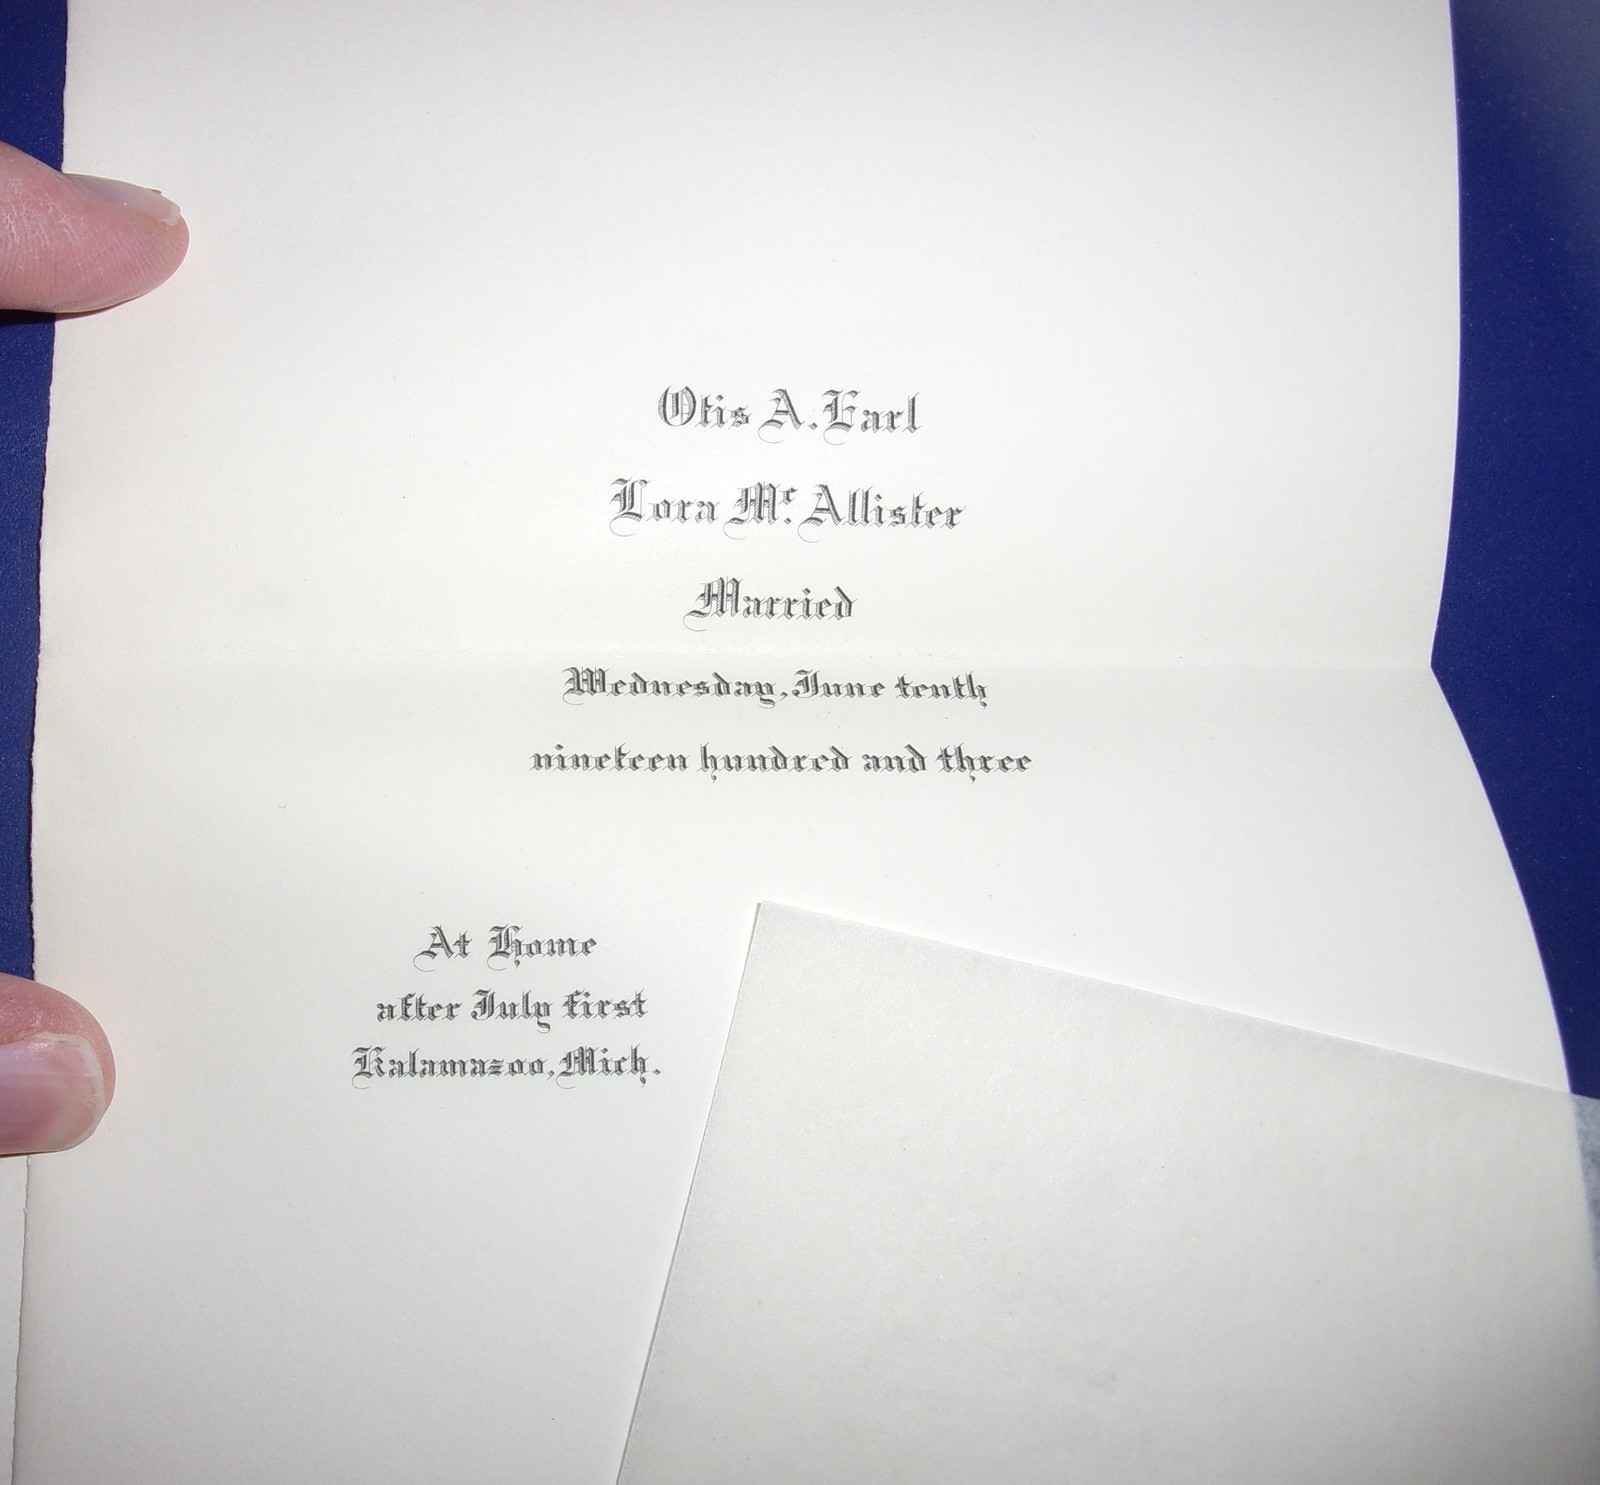 Otis A. Earl
Lora Mc. Allister
Married
Wednesday, June tenth
nineteen hundred and three
At Home
after July first
Kalamazoo, Mich.